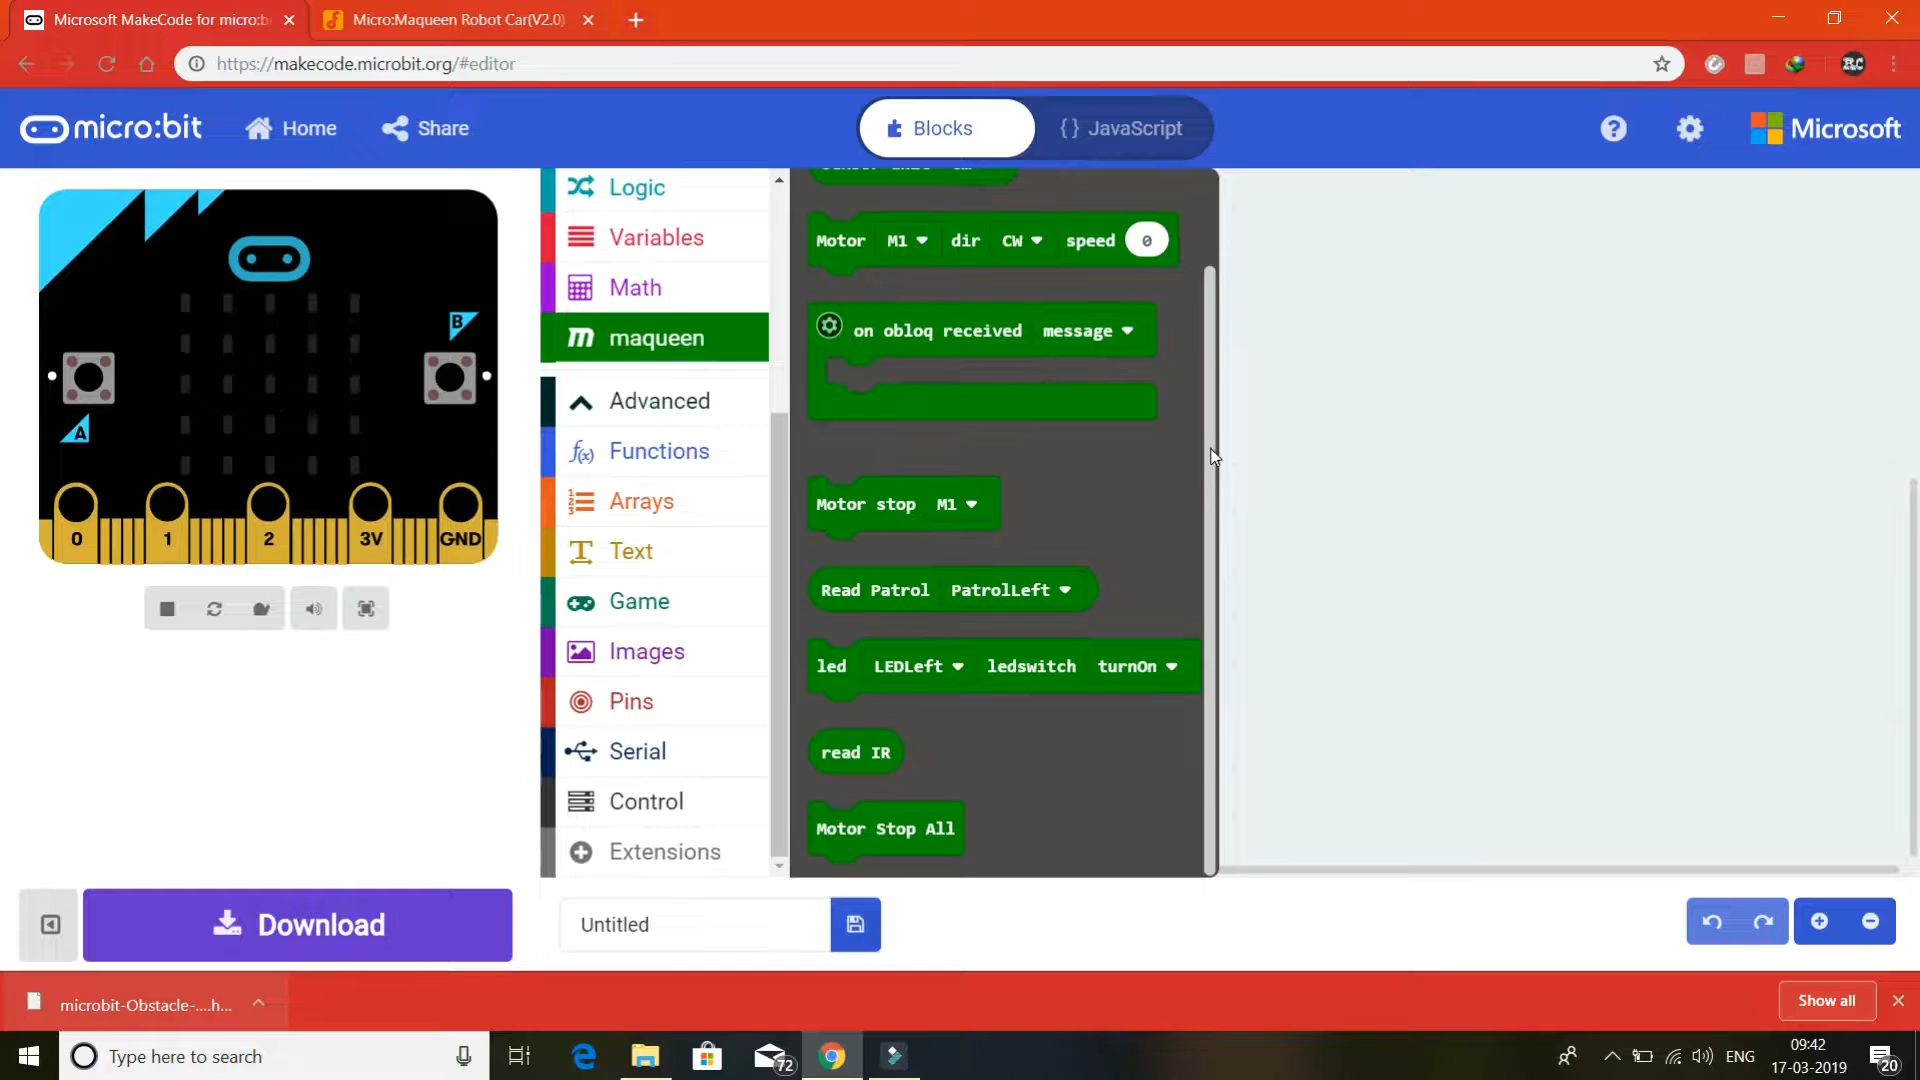 Microsoft MakeCode for micro:b
Micro:Maqueen Robot Car(V2.0)
https://makecode.microbit.org/#editor
RC
micro:bit
Home
Share
Blocks
{} JavaScript
?
Microsoft
Logic
Variables
Math
maqueen
Advanced
Functions
Arrays
Text
Game
Images
Pins
Serial
Control
Extensions
Motor M1 dir CW speed 0
on obloq received message
Motor stop M1
Read Patrol PatrolLeft
led LEDLeft ledswitch turnOn
read IR
Motor Stop All
B
A
0 1 2 3V GND
Download
Untitled
microbit-Obstacle-....h...
Show all
Type here to search
72
ENG
09:42
17-03-2019
20